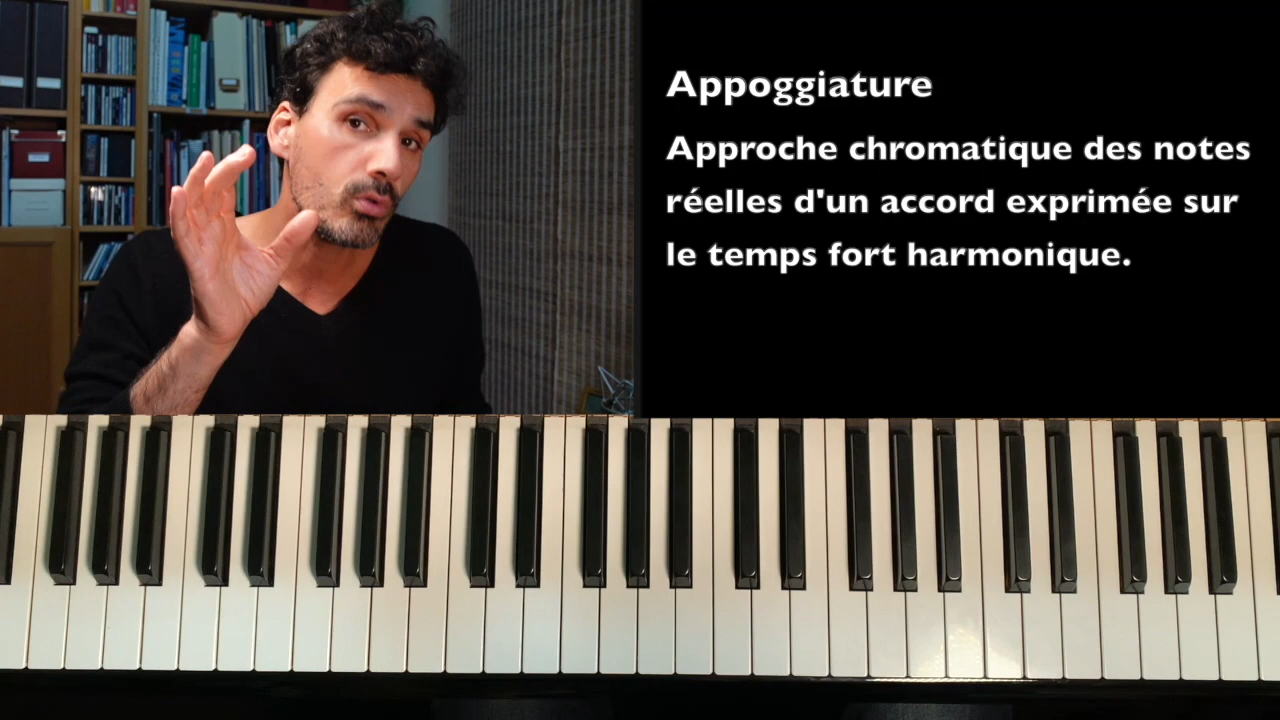 Appoggiature
Approche chromatique des notes
réelles d'un accord exprimée sur
le temps fort harmonique.